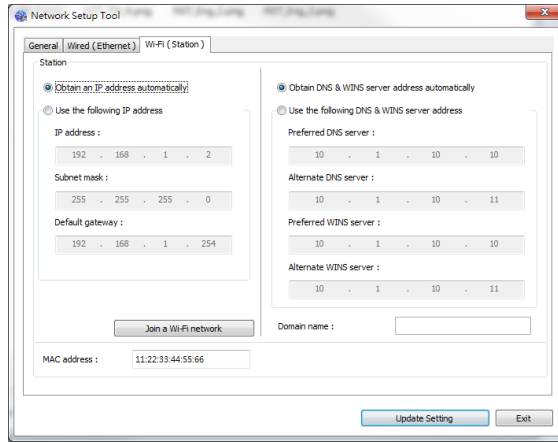 Network Setup Tool
General Wired ( Ethernet ) Wi-Fi ( Station )
Station
Obtain an IP address automatically
Use the following IP address
IP address :
192 . 168 . 1 . 2
Subnet mask :
255 . 255 . 255 . 0
Default gateway :
192 . 168 . 1 . 254
Join a Wi-Fi network
Obtain DNS & WINS server address automatically
Use the following DNS & WINS server address
Preferred DNS server :
10 . 1 . 10 . 10
Alternate DNS server :
10 . 1 . 10 . 11
Preferred WINS server :
10 . 1 . 10 . 10
Alternate WINS server :
10 . 1 . 10 . 11
Domain name :
MAC address : 11:22:33:44:55:66
Update Setting Exit